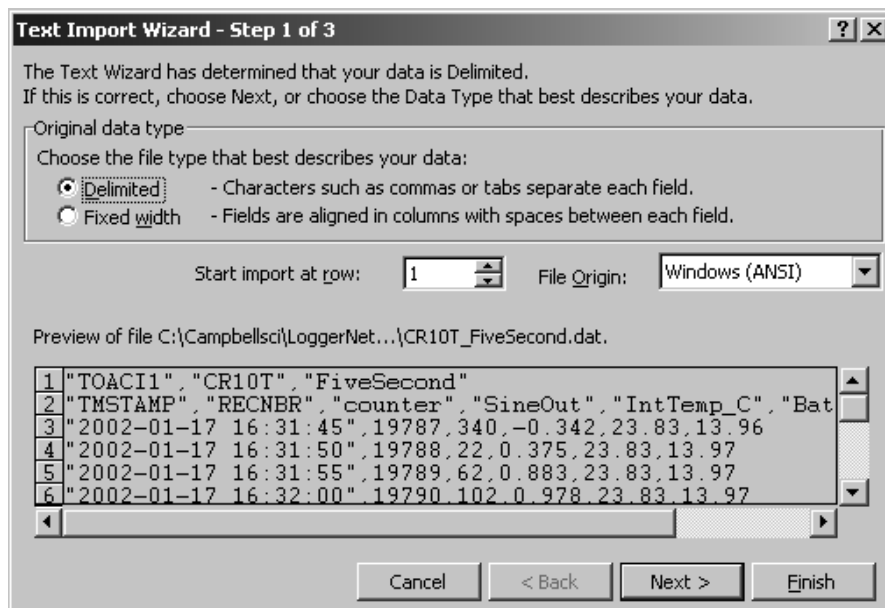 Text Import Wizard - Step 1 of 3
The Text Wizard has determined that your data is Delimited.
If this is correct, choose Next, or choose the Data Type that best describes your data.
Original data type
Choose the file type that best describes your data:
Delimited - Characters such as commas or tabs separate each field.
Fixed width - Fields are aligned in columns with spaces between each field.
Start import at row: 1 File Origin: Windows (ANSI)
Preview of file C:\Campbellsci\LoggerNet...\CR10T_FiveSecond.dat.
1 "TOACI1","CR10T","FiveSecond"
2 "TMSTAMP","RECNBR","counter","SineOut","IntTemp_C","Bat
3 "2002-01-17 16:31:45",19787,340,-0.342,23.83,13.96
4 "2002-01-17 16:31:50",19788,22,0.375,23.83,13.97
5 "2002-01-17 16:31:55",19789,62,0.883,23.83,13.97
6 "2002-01-17 16:32:00",19790,102,0.978,23.83,13.97
Cancel < Back Next > Finish